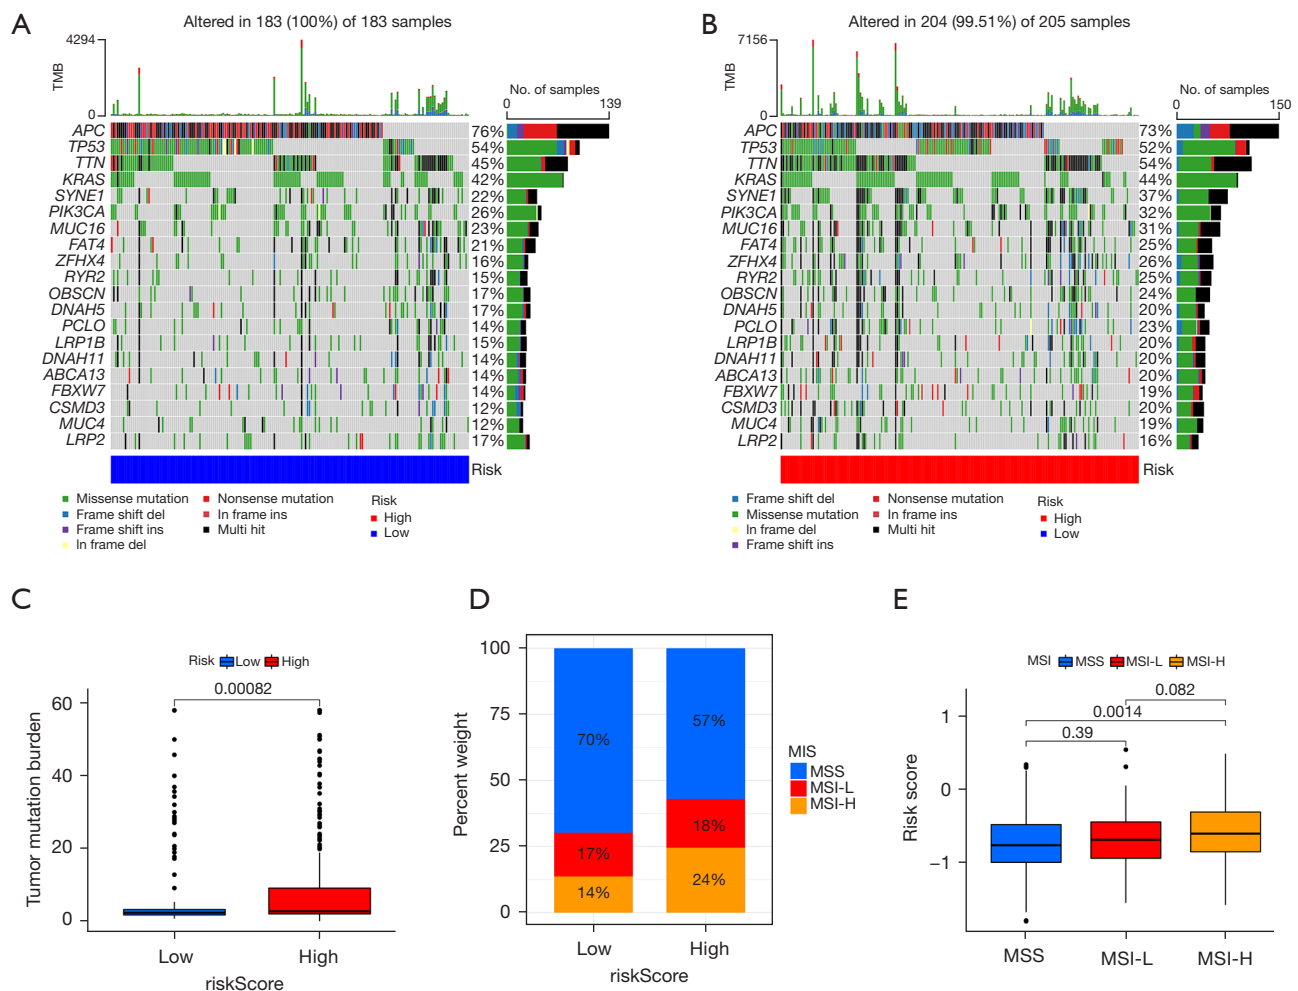 A
Altered in 183 (100%) of 183 samples
4294
TMB
0
No. of samples
0 139
APC 76%
TP53 54%
TTN 45%
KRAS 42%
SYNE1 22%
PIK3CA 26%
MUC16 23%
FAT4 21%
ZFHX4 16%
RYR2 15%
OBSCN 17%
DNAH5 17%
PCLO 14%
LRP1B 15%
DNAH11 14%
ABCA13 14%
FBXW7 14%
CSMD3 12%
MUC4 12%
LRP2 17%
Risk
Missense mutation
Frame shift del
Frame shift ins
In frame del
Nonsense mutation
In frame ins
Multi hit
Risk
High
Low
B
Altered in 204 (99.51%) of 205 samples
7156
TMB
0
No. of samples
0 150
APC 73%
TP53 52%
TTN 54%
KRAS 44%
SYNE1 37%
PIK3CA 32%
MUC16 31%
FAT4 25%
ZFHX4 26%
RYR2 25%
OBSCN 24%
DNAH5 20%
PCLO 23%
LRP1B 20%
DNAH11 20%
ABCA13 20%
FBXW7 19%
CSMD3 20%
MUC4 19%
LRP2 16%
Risk
Frame shift del
Missense mutation
In frame del
Frame shift ins
Nonsense mutation
In frame ins
Multi hit
Risk
High
Low
C
Risk Low High
0.00082
Tumor mutation burden
60
40
20
0
Low High
riskScore
D
Percent weight
100
75
50
25
0
70%
17%
14%
57%
18%
24%
Low High
riskScore
MIS
MSS
MSI-L
MSI-H
E
MSI MSS MSI-L MSI-H
0.082
0.0014
0.39
Risk score
1
0
−1
MSS MSI-L MSI-H